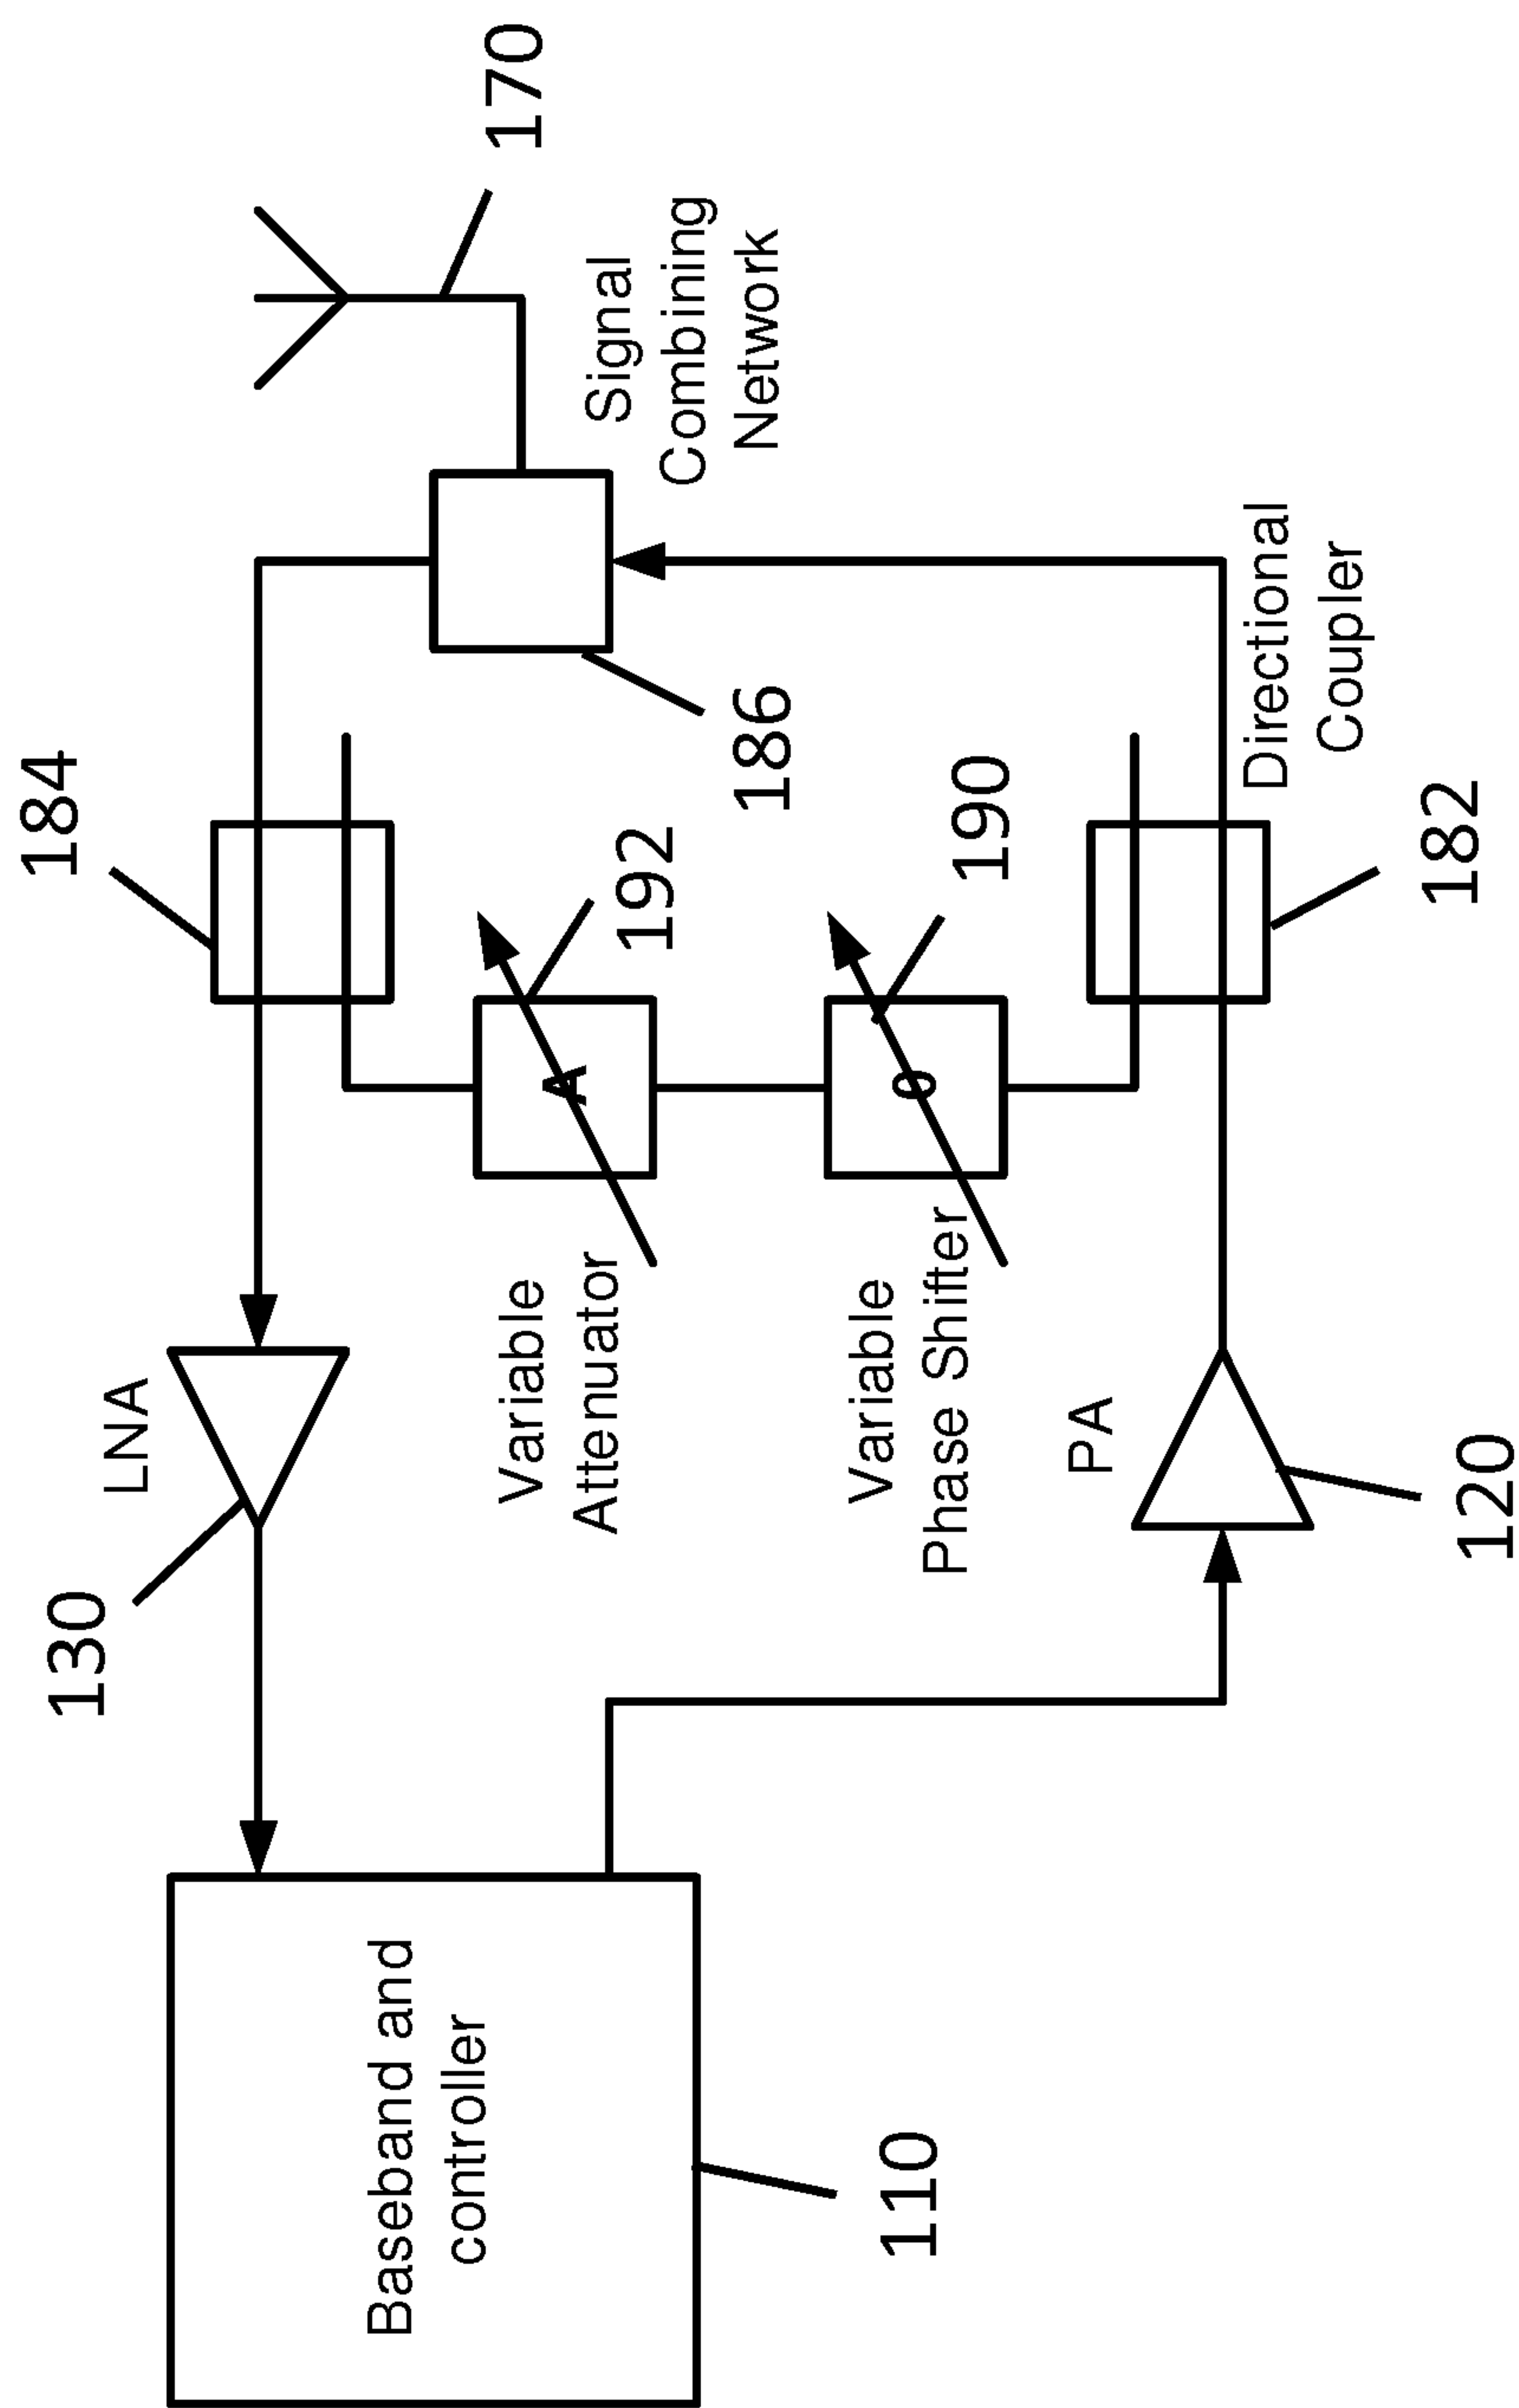 184
130
LNA
170
Baseband and
controller
Variable
Attenuator
A
192
Signal
Combining
Network
186
110
Variable
Phase Shifter
190
PA
Directional
Coupler
182
120